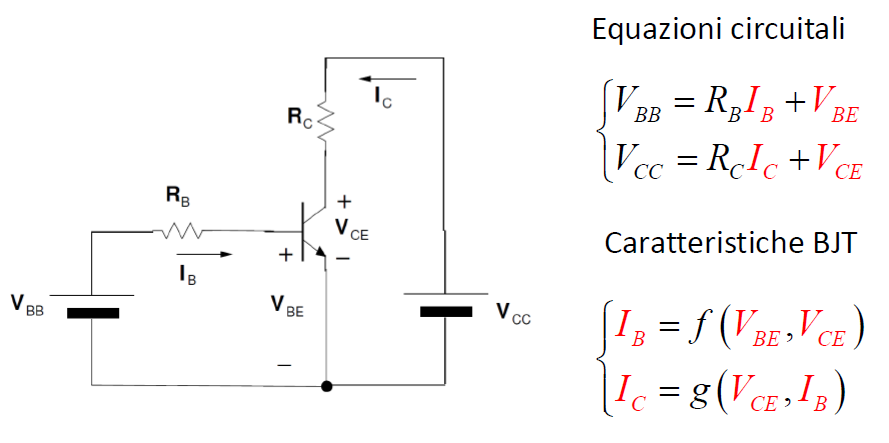 Equazioni circuitali
V_BB = R_B I_B + V_BE
V_CC = R_C I_C + V_CE
Caratteristiche BJT
I_B = f(V_BE, V_CE)
I_C = g(V_CE, I_B)
I_C
R_C
R_B
+
V_CE
+ −
I_B
V_BB
V_BE
V_CC
−